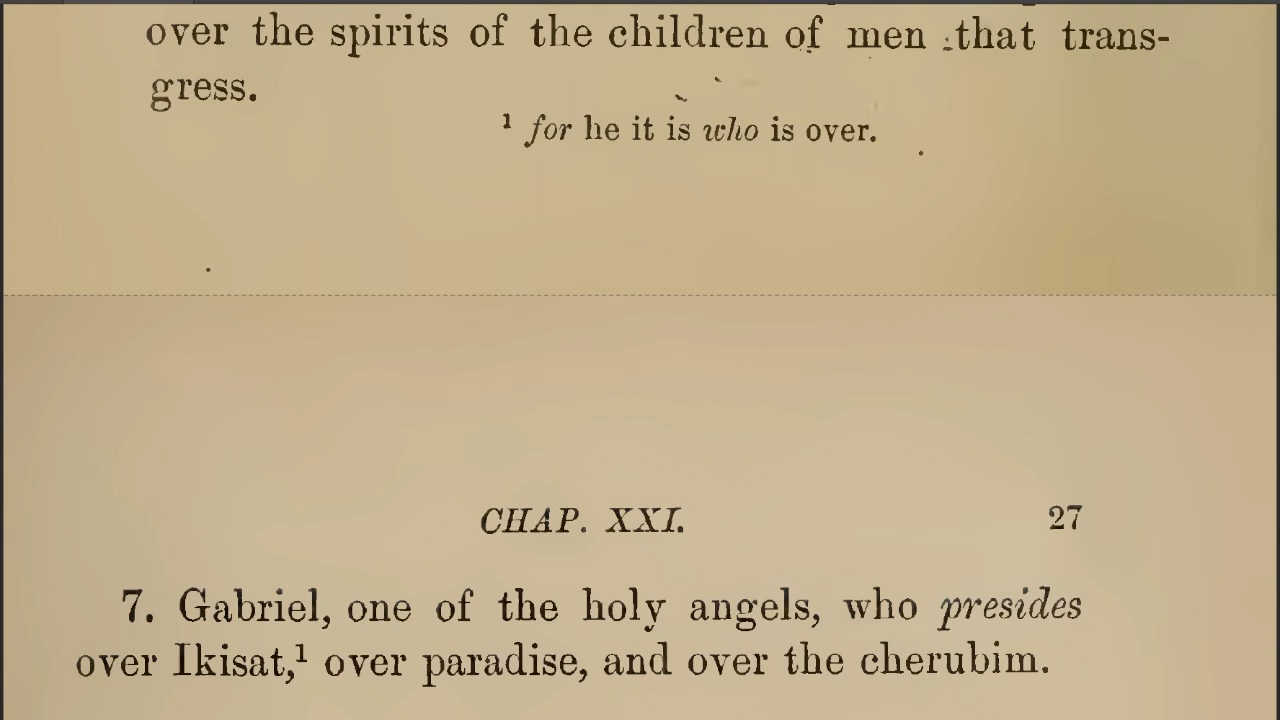 over the spirits of the children of men that trans-
gress.
¹ for he it is who is over.
CHAP. XXI. 27
7. Gabriel, one of the holy angels, who presides
over Ikisat,¹ over paradise, and over the cherubim.